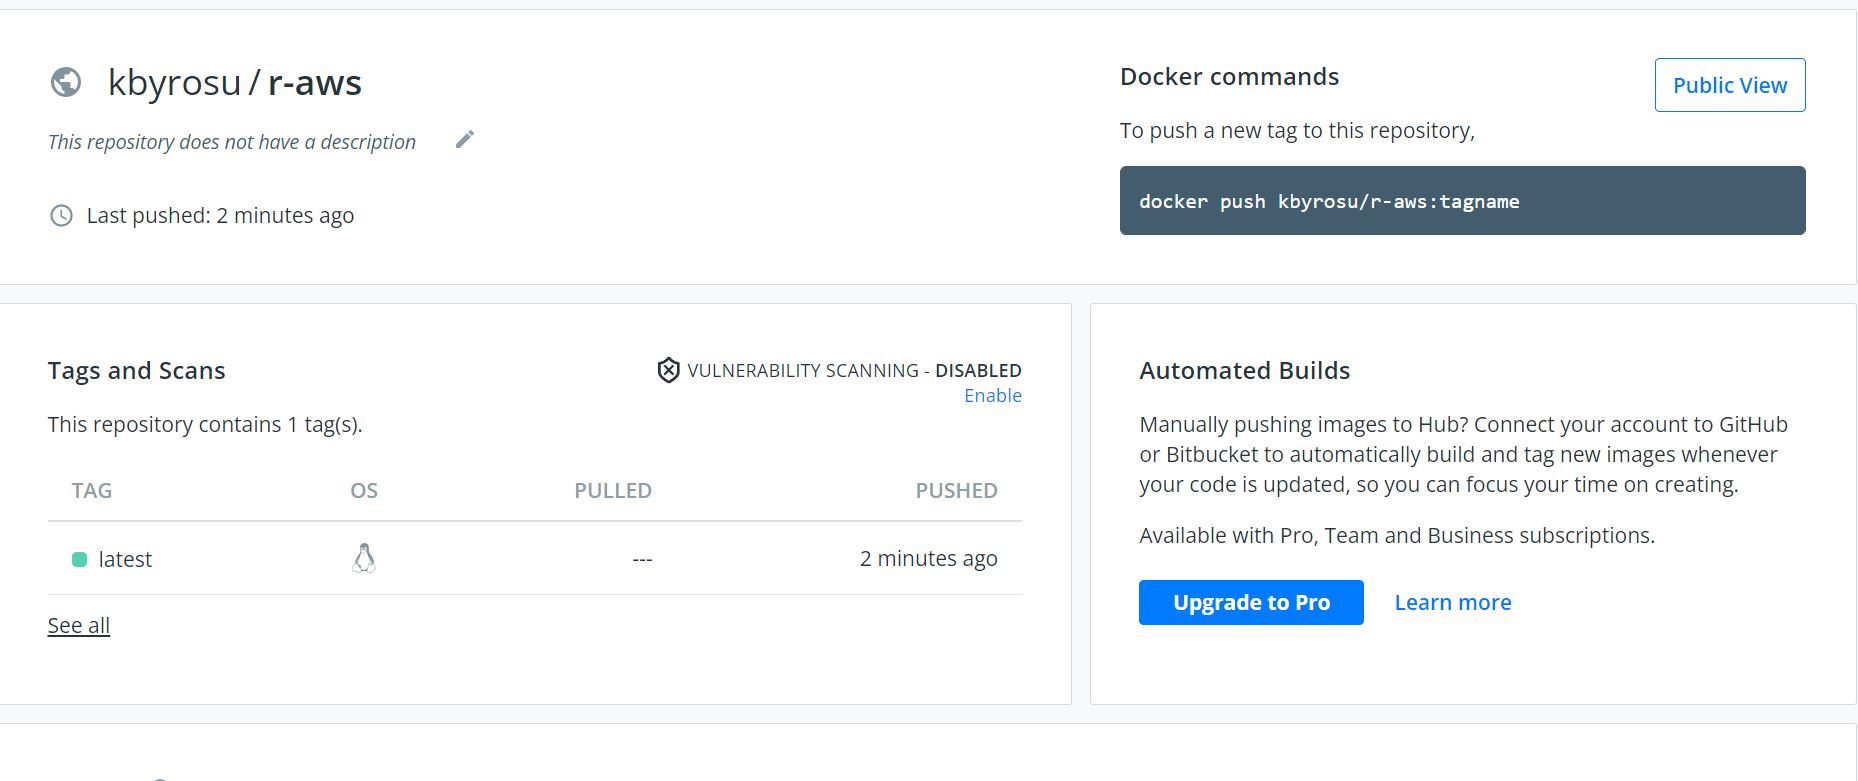 kbyrosu / r-aws
This repository does not have a description
Last pushed: 2 minutes ago
Docker commands
Public View
To push a new tag to this repository,
docker push kbyrosu/r-aws:tagname
Tags and Scans
VULNERABILITY SCANNING - DISABLED
Enable
This repository contains 1 tag(s).
TAG OS PULLED PUSHED
latest --- 2 minutes ago
See all
Automated Builds
Manually pushing images to Hub? Connect your account to GitHub
or Bitbucket to automatically build and tag new images whenever
your code is updated, so you can focus your time on creating.
Available with Pro, Team and Business subscriptions.
Upgrade to Pro
Learn more